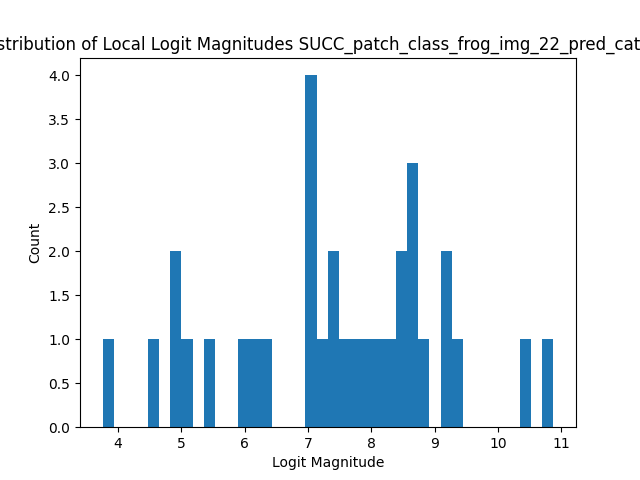 stribution of Local Logit Magnitudes SUCC_patch_class_frog_img_22_pred_cat
4.0
3.5
3.0
2.5
2.0
1.5
1.0
0.5
0.0
Count
4 5 6 7 8 9 10 11
Logit Magnitude